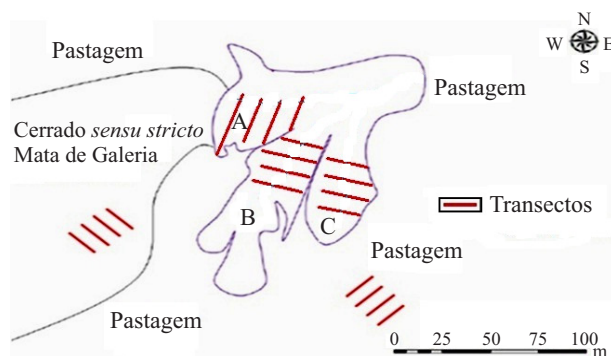 Pastagem
N
W E
S
Pastagem
A
Cerrado sensu stricto
Mata de Galeria
Transectos
B
C
Pastagem
Pastagem
0 25 50 75 100
m